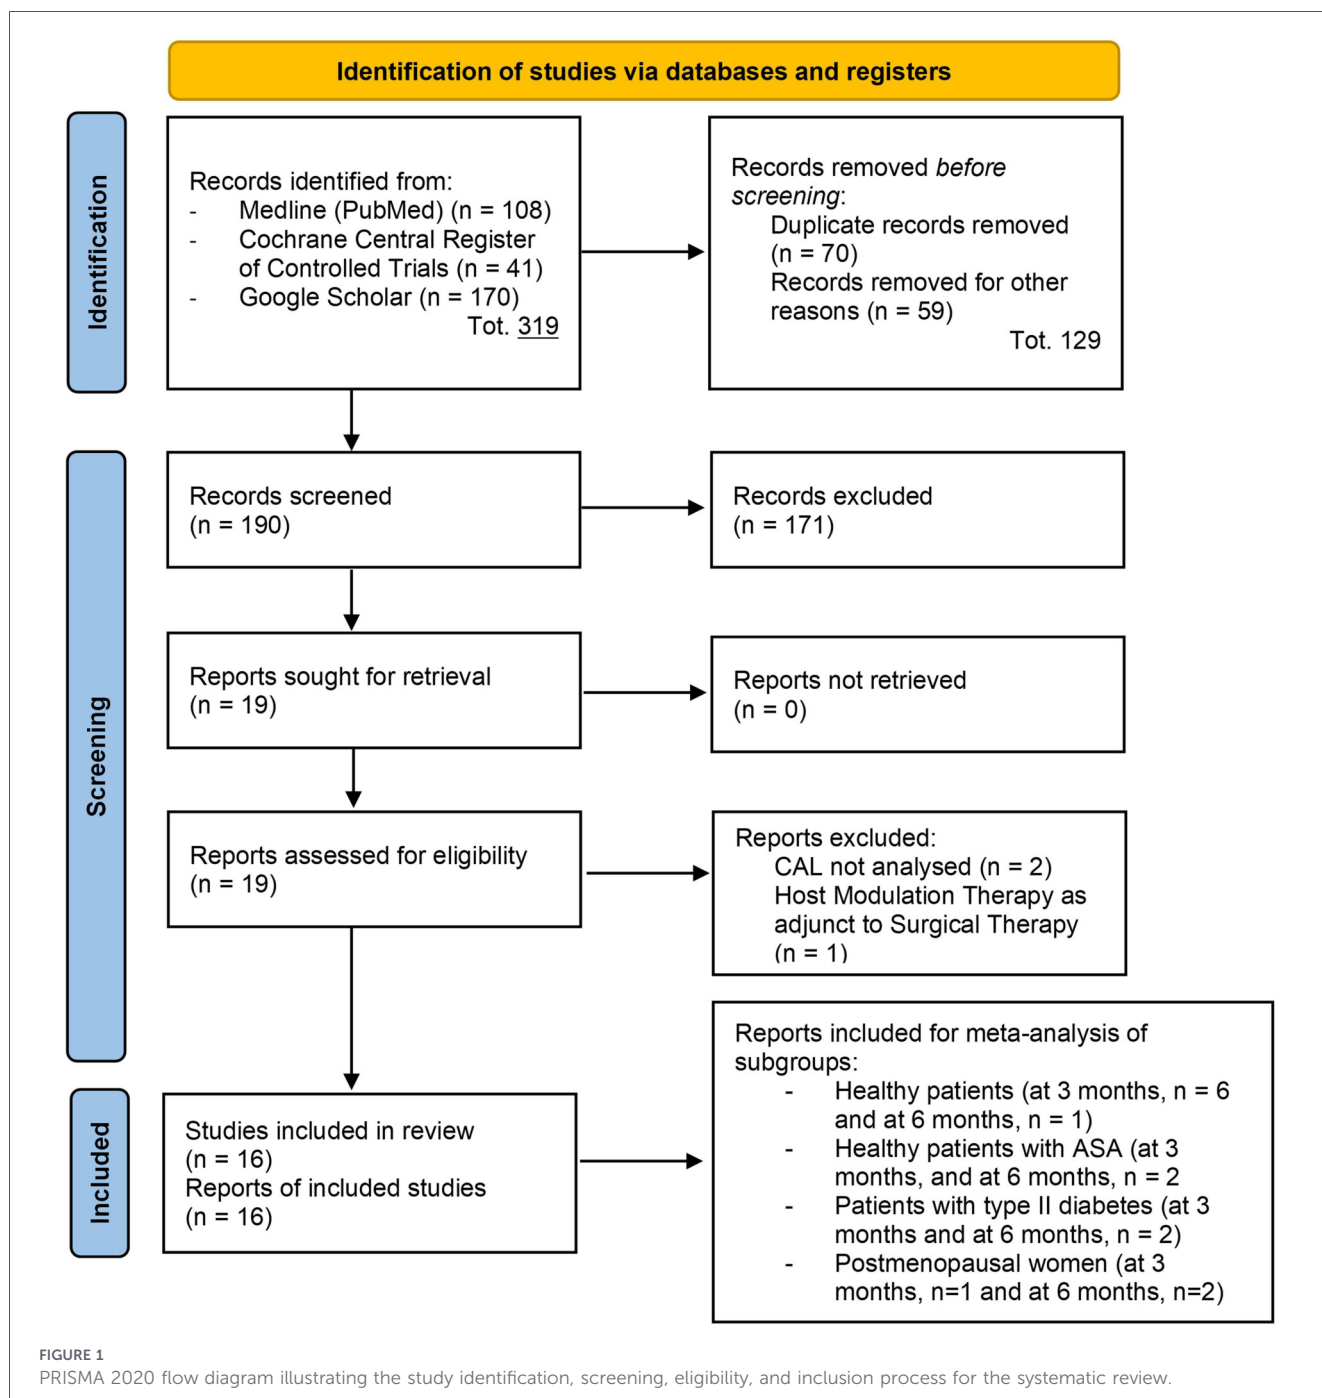 Identification of studies via databases and registers
Identification
Records identified from:
- Medline (PubMed) (n = 108)
- Cochrane Central Register
of Controlled Trials (n = 41)
- Google Scholar (n = 170)
Tot. 319
Records removed before
screening:
Duplicate records removed
(n = 70)
Records removed for other
reasons (n = 59)
Tot. 129
Screening
Records screened
(n = 190)
Records excluded
(n = 171)
Reports sought for retrieval
(n = 19)
Reports not retrieved
(n = 0)
Reports assessed for eligibility
(n = 19)
Reports excluded:
CAL not analysed (n = 2)
Host Modulation Therapy as
adjunct to Surgical Therapy
(n = 1)
Included
Studies included in review
(n = 16)
Reports of included studies
(n = 16)
Reports included for meta-analysis of
subgroups:
- Healthy patients (at 3 months, n = 6
and at 6 months, n = 1)
- Healthy patients with ASA (at 3
months, and at 6 months, n = 2
- Patients with type II diabetes (at 3
months and at 6 months, n = 2)
- Postmenopausal women (at 3
months, n=1 and at 6 months, n=2)
FIGURE 1
PRISMA 2020 flow diagram illustrating the study identification, screening, eligibility, and inclusion process for the systematic review.